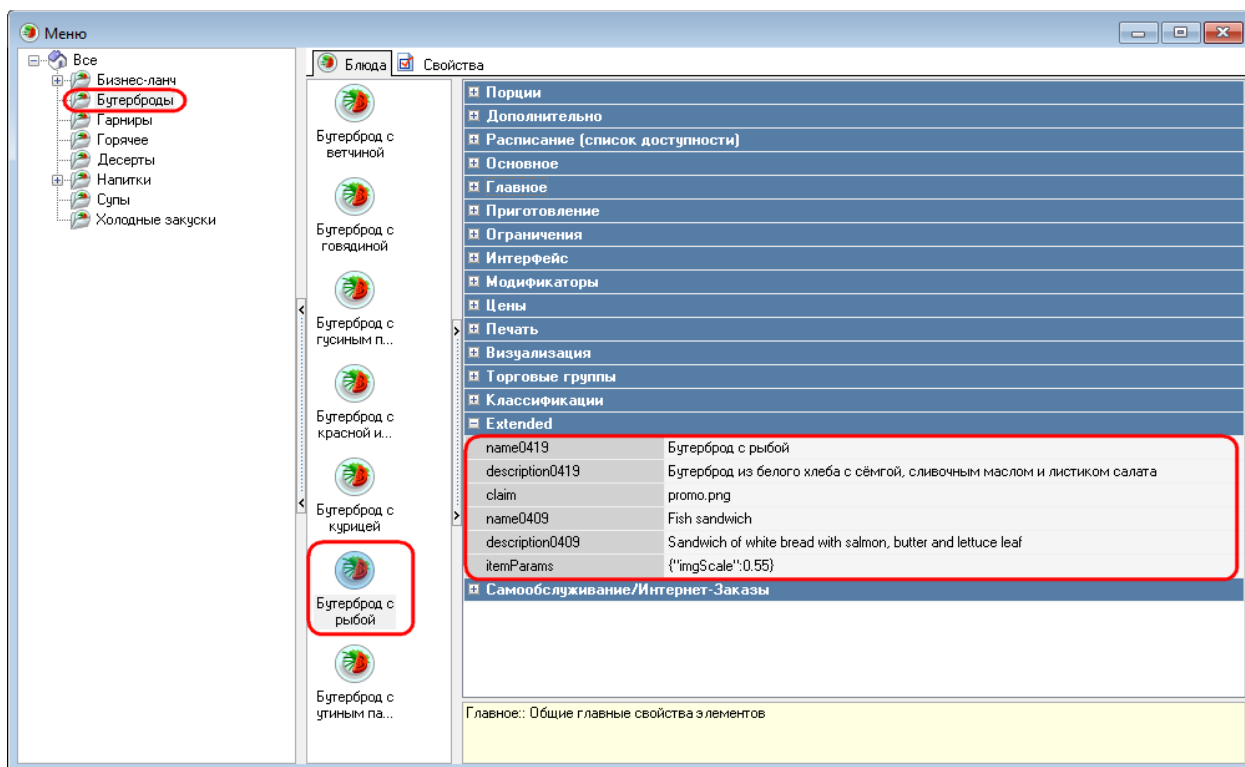 Меню
Все
Бизнес-ланч
Бутерброды
Гарниры
Горячее
Десерты
Напитки
Супы
Холодные закуски
Блюда
Свойства
Бутерброд с
ветчиной
Бутерброд с
говядиной
Бутерброд с
гусиным п...
Бутерброд с
красной и...
Бутерброд с
курицей
Бутерброд с
рыбой
Бутерброд с
утиным па...
Порции
Дополнительно
Расписание (список доступности)
Основное
Главное
Приготовление
Ограничения
Интерфейс
Модификаторы
Цены
Печать
Визуализация
Торговые группы
Классификации
Extended
name0419 Бутерброд с рыбой
description0419 Бутерброд из белого хлеба с сёмгой, сливочным маслом и листиком салата
claim promo.png
name0409 Fish sandwich
description0409 Sandwich of white bread with salmon, butter and lettuce leaf
itemParams {"imgScale":0.55}
Самообслуживание/Интернет-Заказы
Главное:: Общие главные свойства элементов